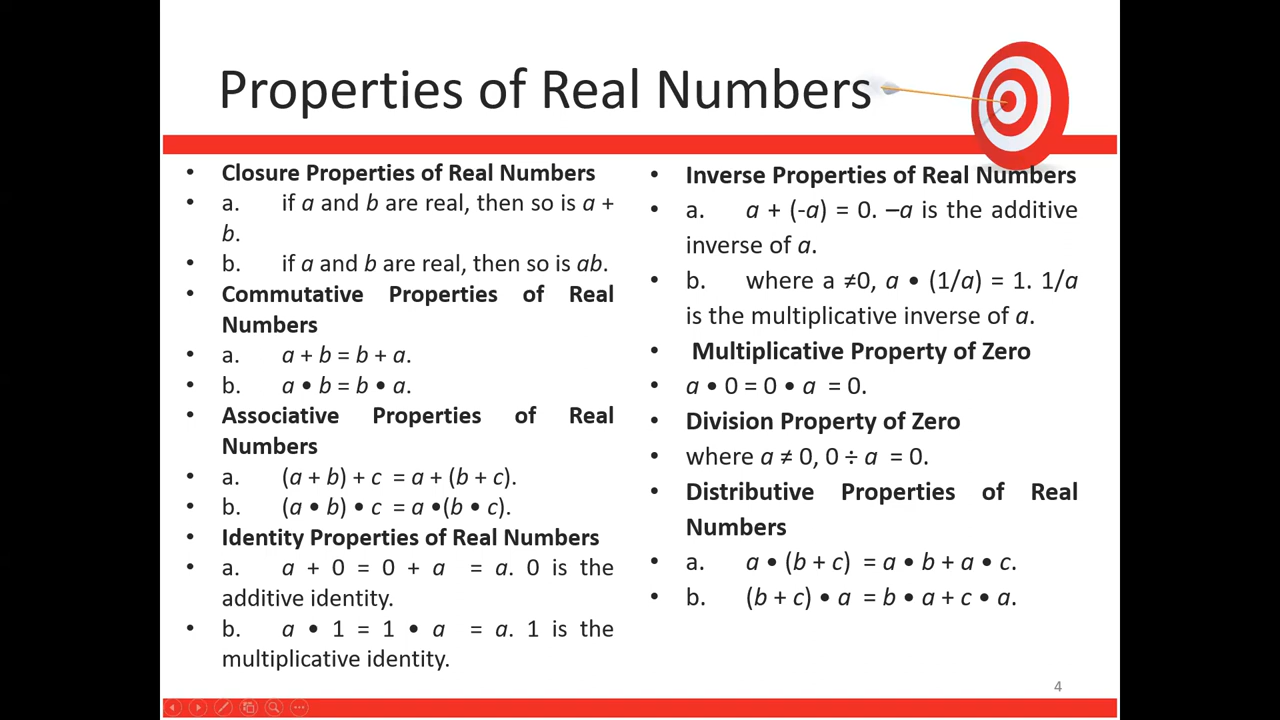 Properties of Real Numbers
• Closure Properties of Real Numbers
• a. if a and b are real, then so is a +
b.
• b. if a and b are real, then so is ab.
• Commutative Properties of Real
Numbers
• a. a + b = b + a.
• b. a • b = b • a.
• Associative Properties of Real
Numbers
• a. (a + b) + c = a + (b + c).
• b. (a • b) • c = a •(b • c).
• Identity Properties of Real Numbers
• a. a + 0 = 0 + a = a. 0 is the
additive identity.
• b. a • 1 = 1 • a = a. 1 is the
multiplicative identity.
• Inverse Properties of Real Numbers
• a. a + (-a) = 0. –a is the additive
inverse of a.
• b. where a ≠0, a • (1/a) = 1. 1/a
is the multiplicative inverse of a.
• Multiplicative Property of Zero
• a • 0 = 0 • a = 0.
• Division Property of Zero
• where a ≠ 0, 0 ÷ a = 0.
• Distributive Properties of Real
Numbers
• a. a • (b + c) = a • b + a • c.
• b. (b + c) • a = b • a + c • a.
4